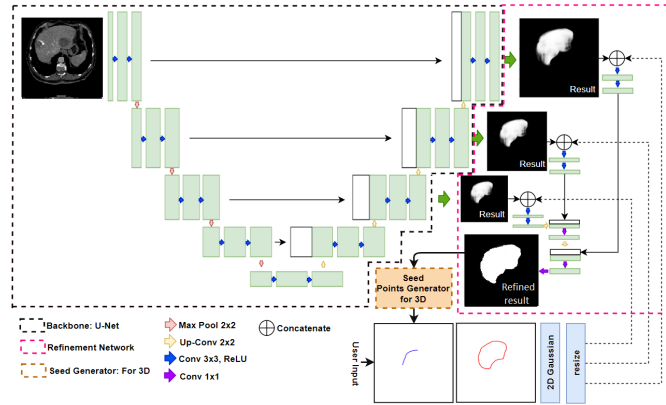 Result
Result
Result
Refined
result
Seed
Points Generator
for 3D
Backbone: U-Net
Refinement Network
Seed Generator: For 3D
Max Pool 2x2
Up-Conv 2x2
Conv 3x3, ReLU
Conv 1x1
Concatenate
User Input
2D Gaussian
resize